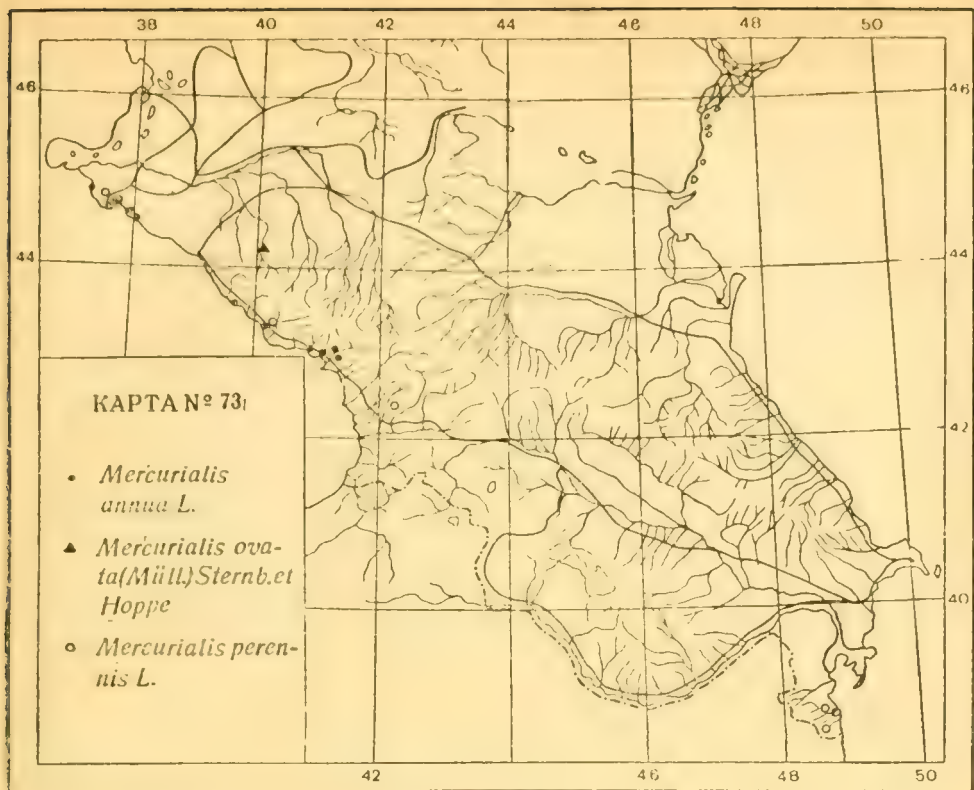 38 40 42 44 46 48 50
46 46
44 44
КАРТА № 73
42
• Mercurialis
annua L.
▲ Mercurialis ova-
ta(Müll.)Sternb.et
Hoppe
40
○ Mercurialis peren-
nis L.
42 46 48 50